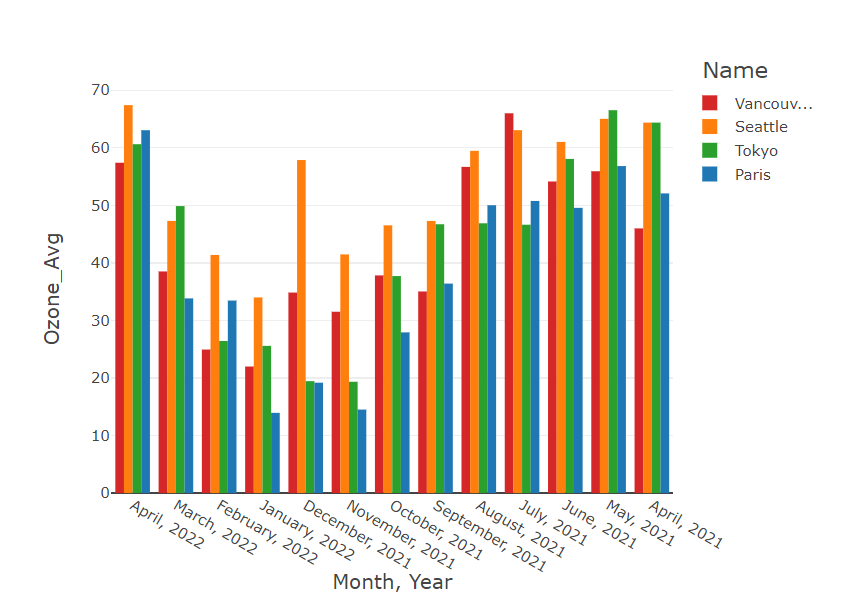 Name
Vancouv...
Seattle
Tokyo
Paris
Ozone_Avg
70
60
50
40
30
20
10
0
April, 2022
March, 2022
February, 2022
January, 2022
December, 2021
November, 2021
October, 2021
September, 2021
August, 2021
July, 2021
June, 2021
May, 2021
April, 2021
Month, Year